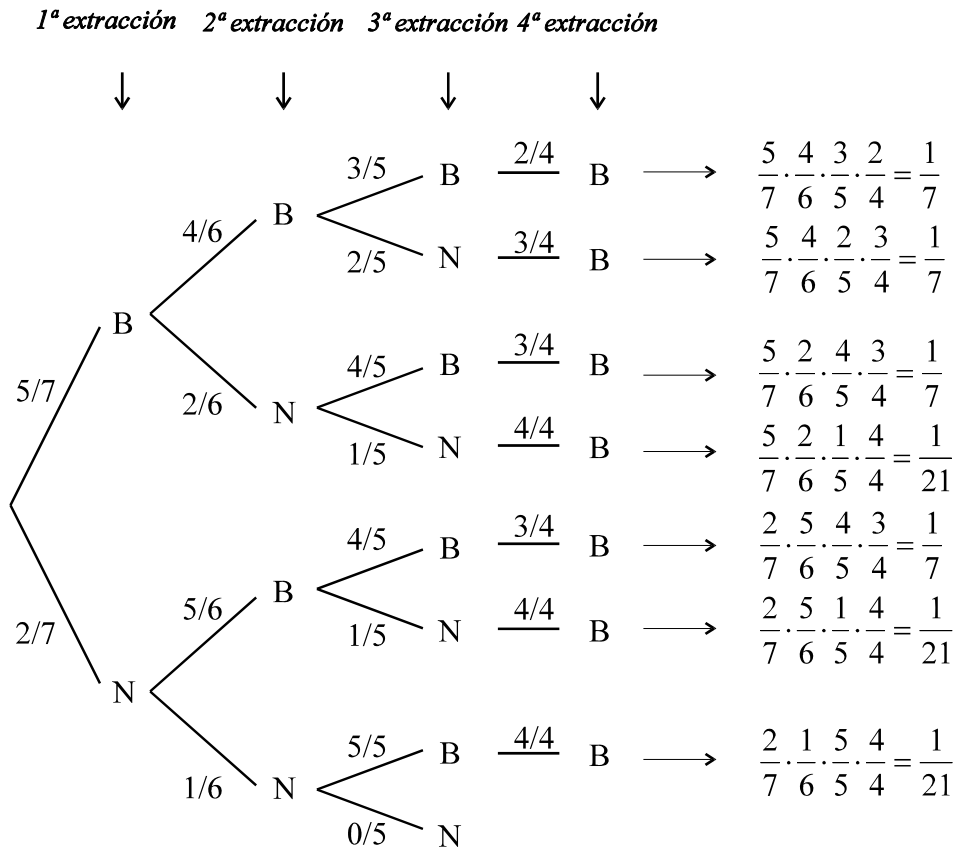 1ª extracción 2ª extracción 3ª extracción 4ª extracción
3/5 B 2/4 B 5/7 · 4/6 · 3/5 · 2/4 = 1/7
4/6 B
2/5 N 3/4 B 5/7 · 4/6 · 2/5 · 3/4 = 1/7
B
5/7
4/5 B 3/4 B 5/7 · 2/6 · 4/5 · 3/4 = 1/7
2/6 N
1/5 N 4/4 B 5/7 · 2/6 · 1/5 · 4/4 = 1/21
4/5 B 3/4 B 2/7 · 5/6 · 4/5 · 3/4 = 1/7
5/6 B
2/7
1/5 N 4/4 B 2/7 · 5/6 · 1/5 · 4/4 = 1/21
N
5/5 B 4/4 B 2/7 · 1/6 · 5/5 · 4/4 = 1/21
1/6 N
0/5 N